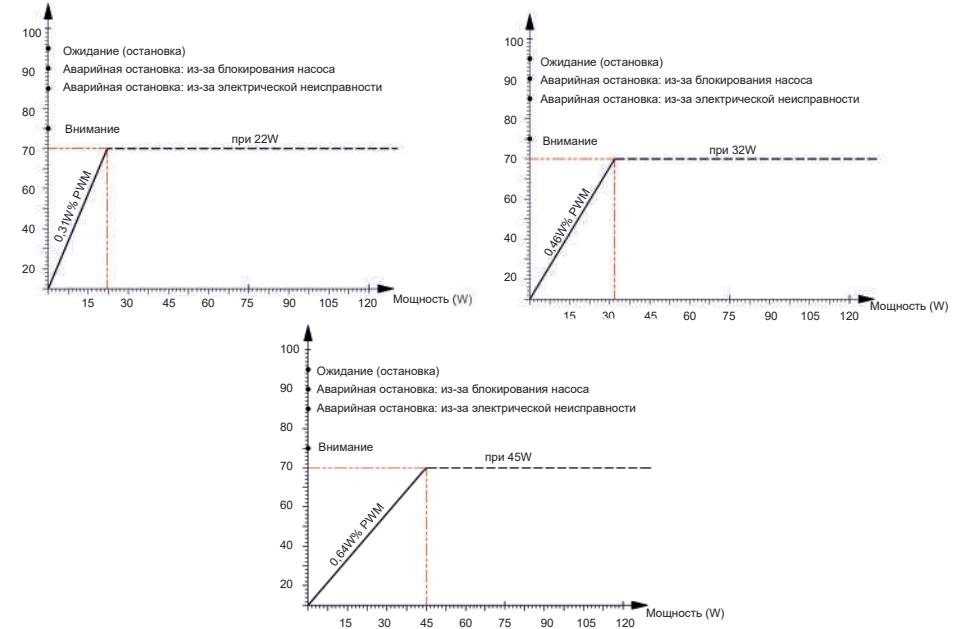 100
Ожидание (остановка)
90
Аварийная остановка: из-за блокирования насоса
Аварийная остановка: из-за электрической неисправности
80
Внимание
при 22W
70
60
0,31W% PWM
40
20
15 30 45 60 75 90 105 120
Мощность (W)
100
Ожидание (остановка)
90
Аварийная остановка: из-за блокирования насоса
Аварийная остановка: из-за электрической неисправности
80
Внимание
при 32W
70
60
0,46W% PWM
40
20
15 30 45 60 75 90 105 120
Мощность (W)
100
Ожидание (остановка)
90
Аварийная остановка: из-за блокирования насоса
Аварийная остановка: из-за электрической неисправности
80
Внимание
при 45W
70
60
0,64W% PWM
40
20
15 30 45 60 75 90 105 120
Мощность (W)